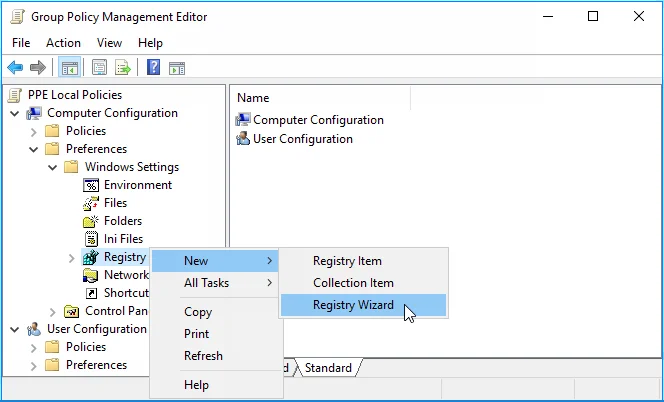 Group Policy Management Editor
File Action View Help
PPE Local Policies
Computer Configuration
Policies
Preferences
Windows Settings
Environment
Files
Folders
Ini Files
Registry
Network
Shortcut
Control Pan
User Configuration
Policies
Preferences
Name
Computer Configuration
User Configuration
New
All Tasks
Copy
Print
Refresh
Help
Registry Item
Collection Item
Registry Wizard
d Standard